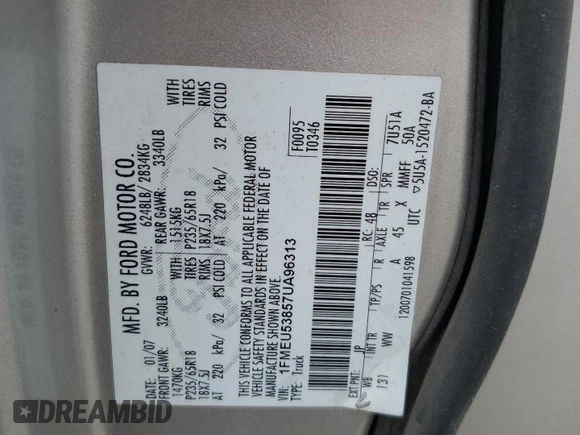 MFD. BY FORD MOTOR CO.
DATE: 01/07 GVWR: 6248LB/ 2834KG
FRONT GAWR: 3240LB REAR GAWR: 3340LB
1470KG 1515KG WITH
P235/65R18 TIRES P235/65R18 TIRES
18X7.5J RIMS 18X7.5J RIMS
AT 220 kPa/ 32 PSI COLD AT 220 kPa/ 32 PSI COLD
THIS VEHICLE CONFORMS TO ALL APPLICABLE FEDERAL MOTOR
VEHICLE SAFETY STANDARDS IN EFFECT ON THE DATE OF
MANUFACTURE SHOWN ABOVE.
VIN: 1FMEU53857UA96313
TYPE: Truck
F0095
T0346
EXT PNT: JP RC: 48 DSO:
WB INT TR TP/PS R AXLE TR SPR 7U51A
131 WW A 45 X MMFF 50A
UTC ▽5U5A-1520472-BA
1200701041598
DREAMBID